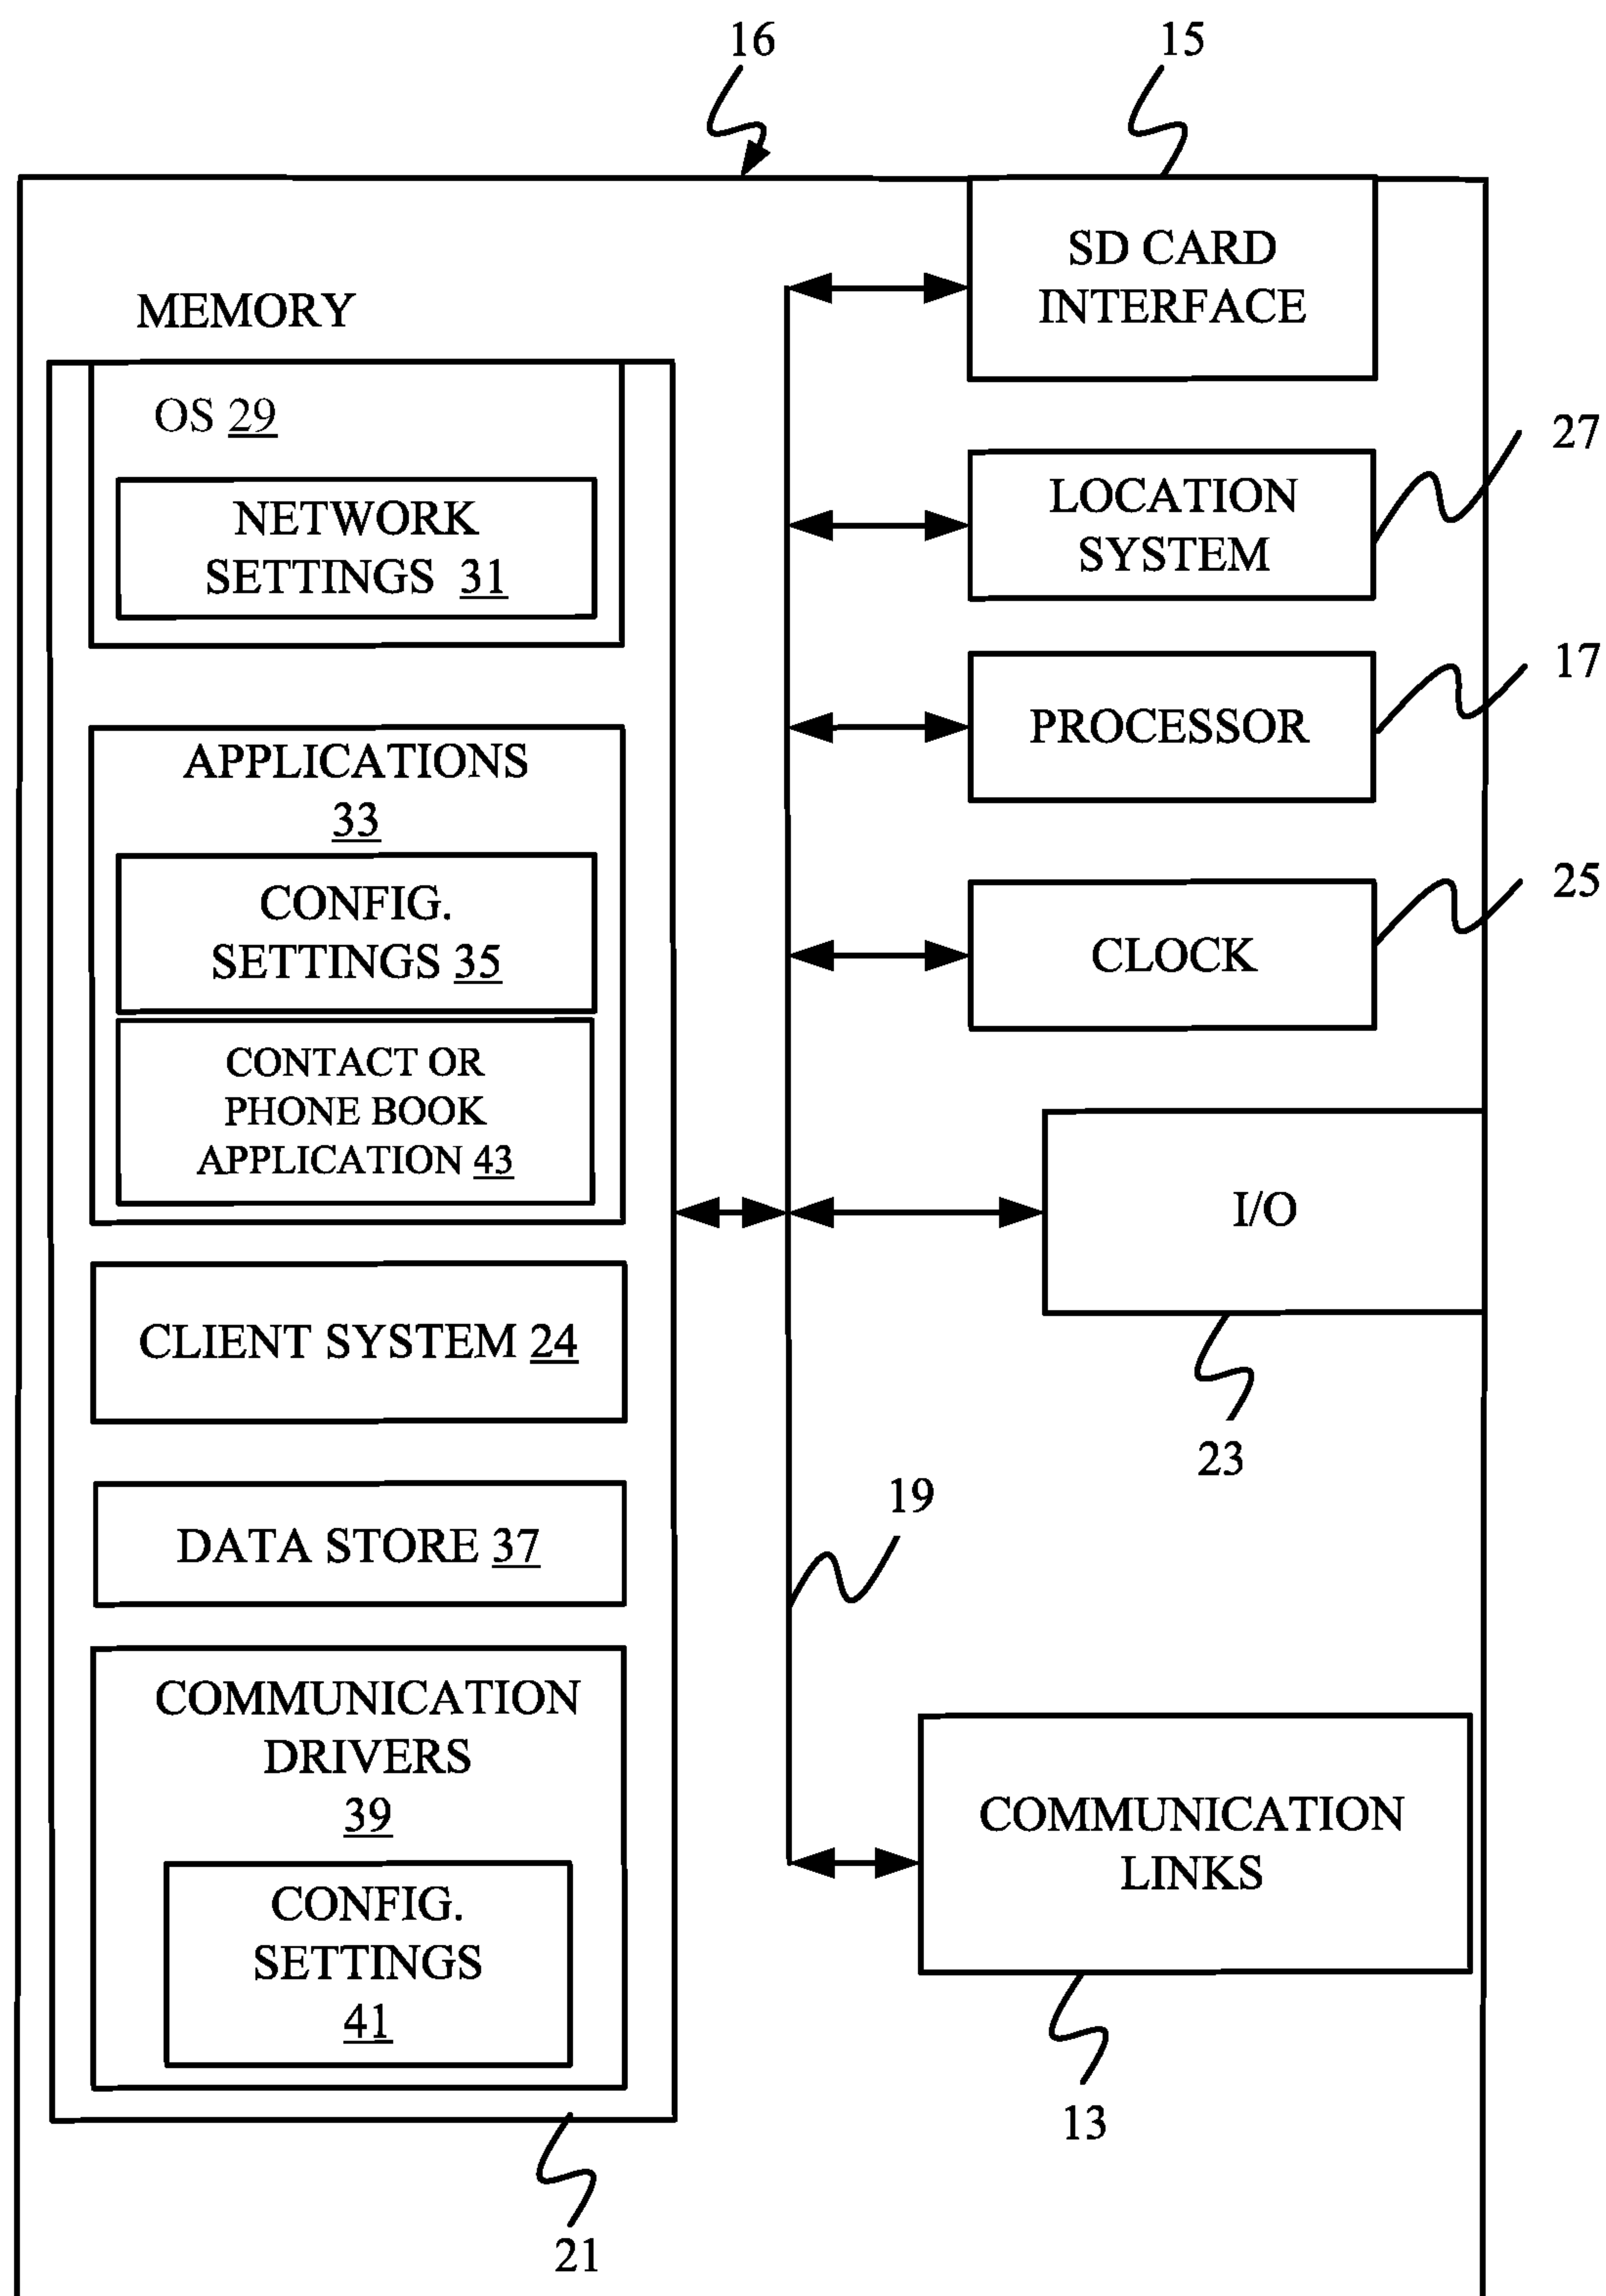 16
15
SD CARD
INTERFACE
MEMORY
OS 29
NETWORK
SETTINGS 31
27
LOCATION
SYSTEM
17
PROCESSOR
APPLICATIONS
33
CONFIG.
SETTINGS 35
25
CLOCK
CONTACT OR
PHONE BOOK
APPLICATION 43
I/O
23
CLIENT SYSTEM 24
19
DATA STORE 37
COMMUNICATION
DRIVERS
39
CONFIG.
SETTINGS
41
COMMUNICATION
LINKS
13
21